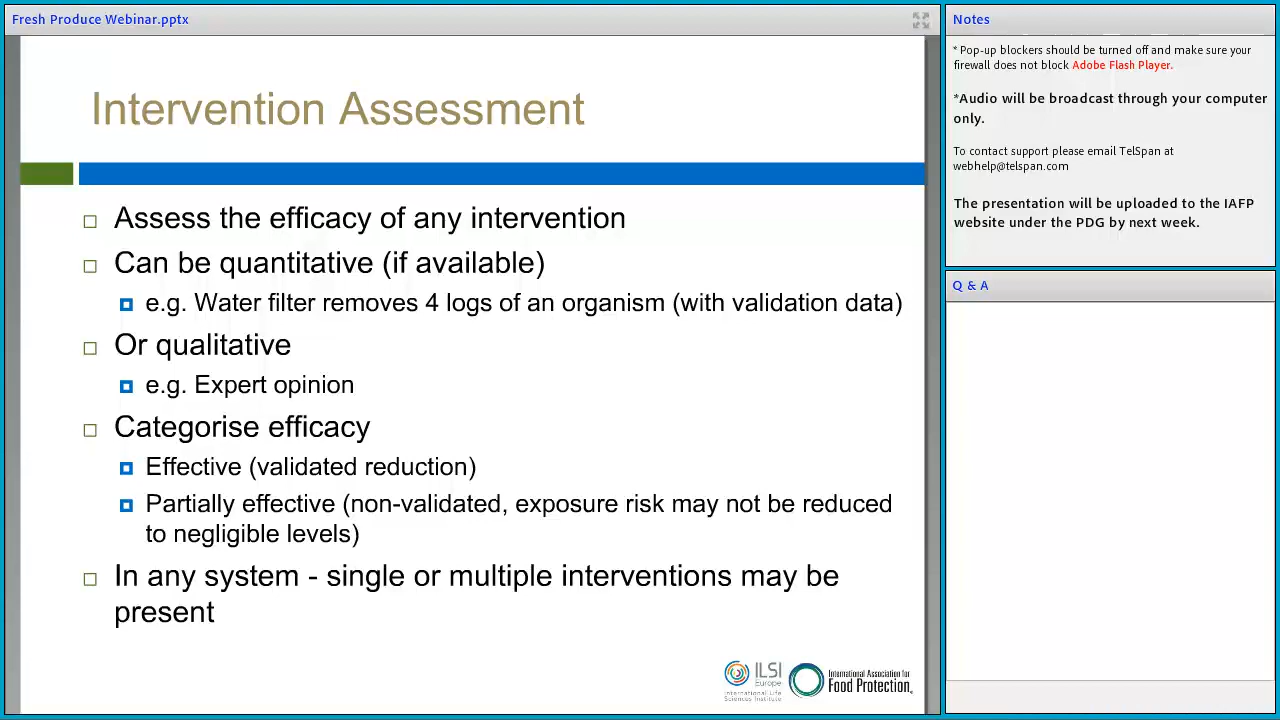 Fresh Produce Webinar.pptx
Intervention Assessment
Assess the efficacy of any intervention
Can be quantitative (if available)
e.g. Water filter removes 4 logs of an organism (with validation data)
Or qualitative
e.g. Expert opinion
Categorise efficacy
Effective (validated reduction)
Partially effective (non-validated, exposure risk may not be reduced
to negligible levels)
In any system - single or multiple interventions may be
present
ILSI
Europe
International Life
Sciences Institute
International Association for
Food Protection
Notes
* Pop-up blockers should be turned off and make sure your
firewall does not block Adobe Flash Player.
*Audio will be broadcast through your computer
only.
To contact support please email TelSpan at
webhelp@telspan.com
The presentation will be uploaded to the IAFP
website under the PDG by next week.
Q & A